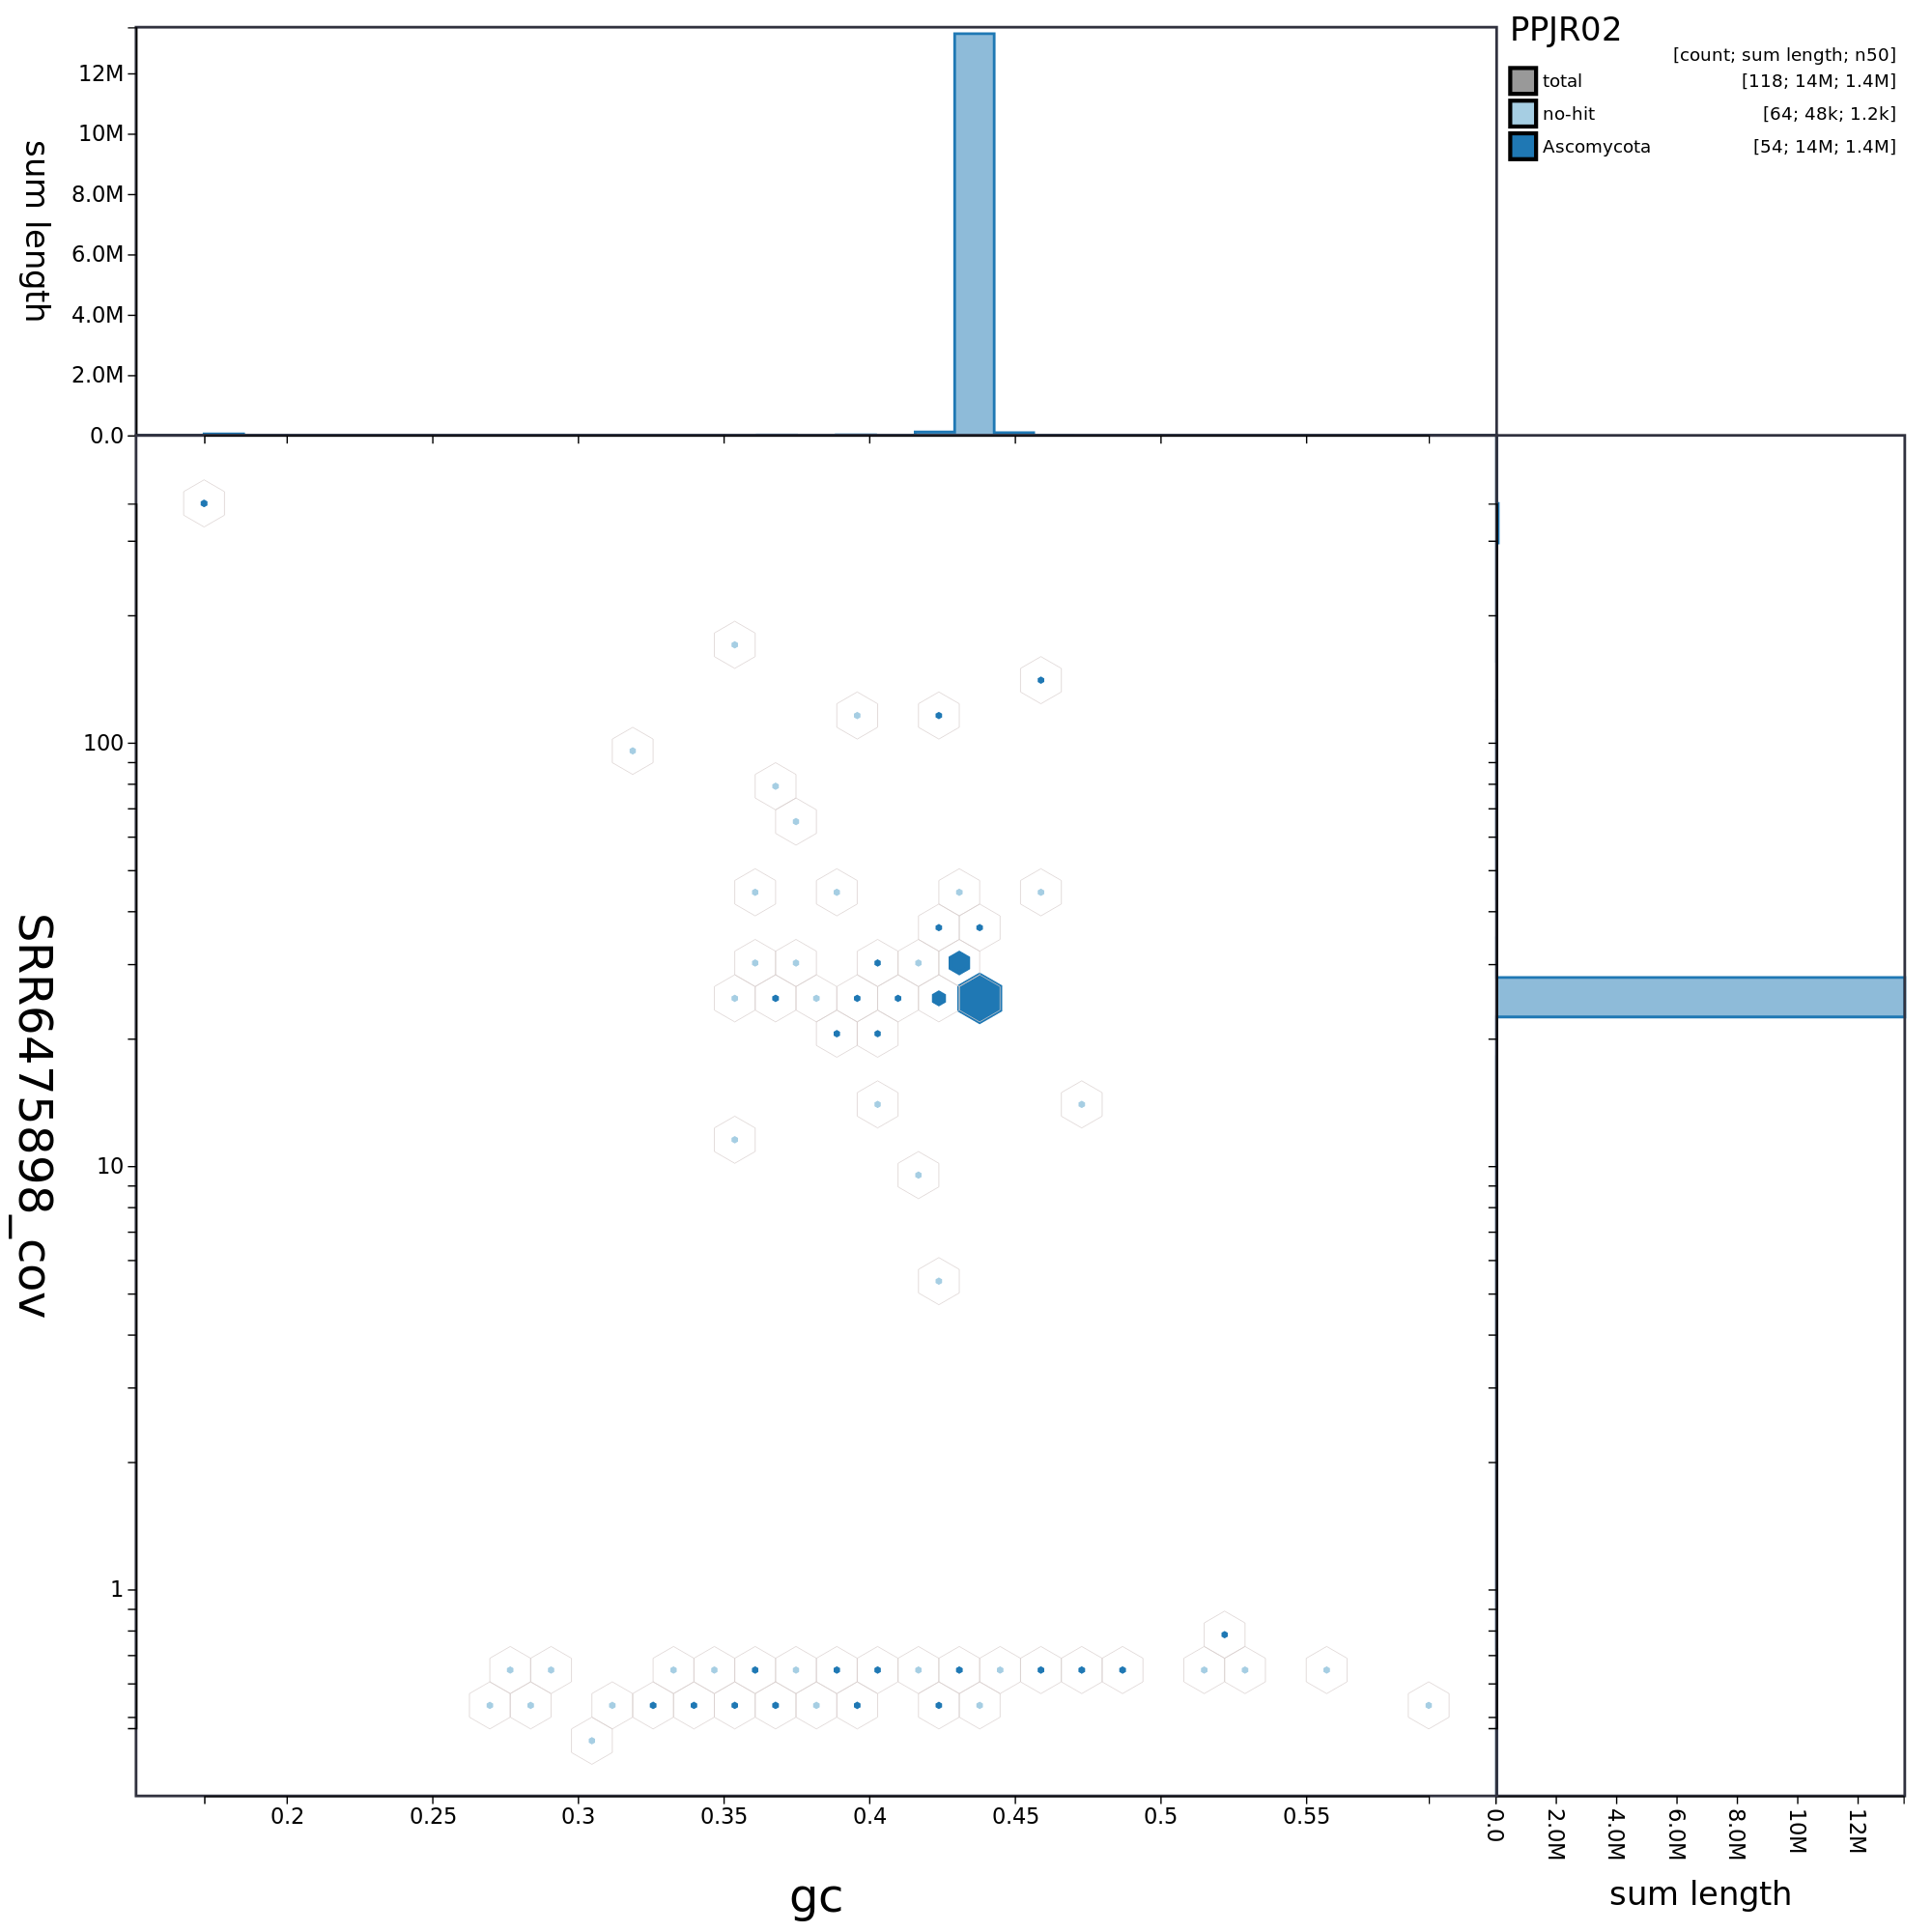 PPJR02
[count; sum length; n50]
total [118; 14M; 1.4M]
no-hit [64; 48k; 1.2k]
Ascomycota [54; 14M; 1.4M]
sum length
12M
10M
8.0M
6.0M
4.0M
2.0M
0.0
SRR6475898_cov
100
10
1
0.2 0.25 0.3 0.35 0.4 0.45 0.5 0.55
gc
0.0 2.0M 4.0M 6.0M 8.0M 10M 12M
sum length